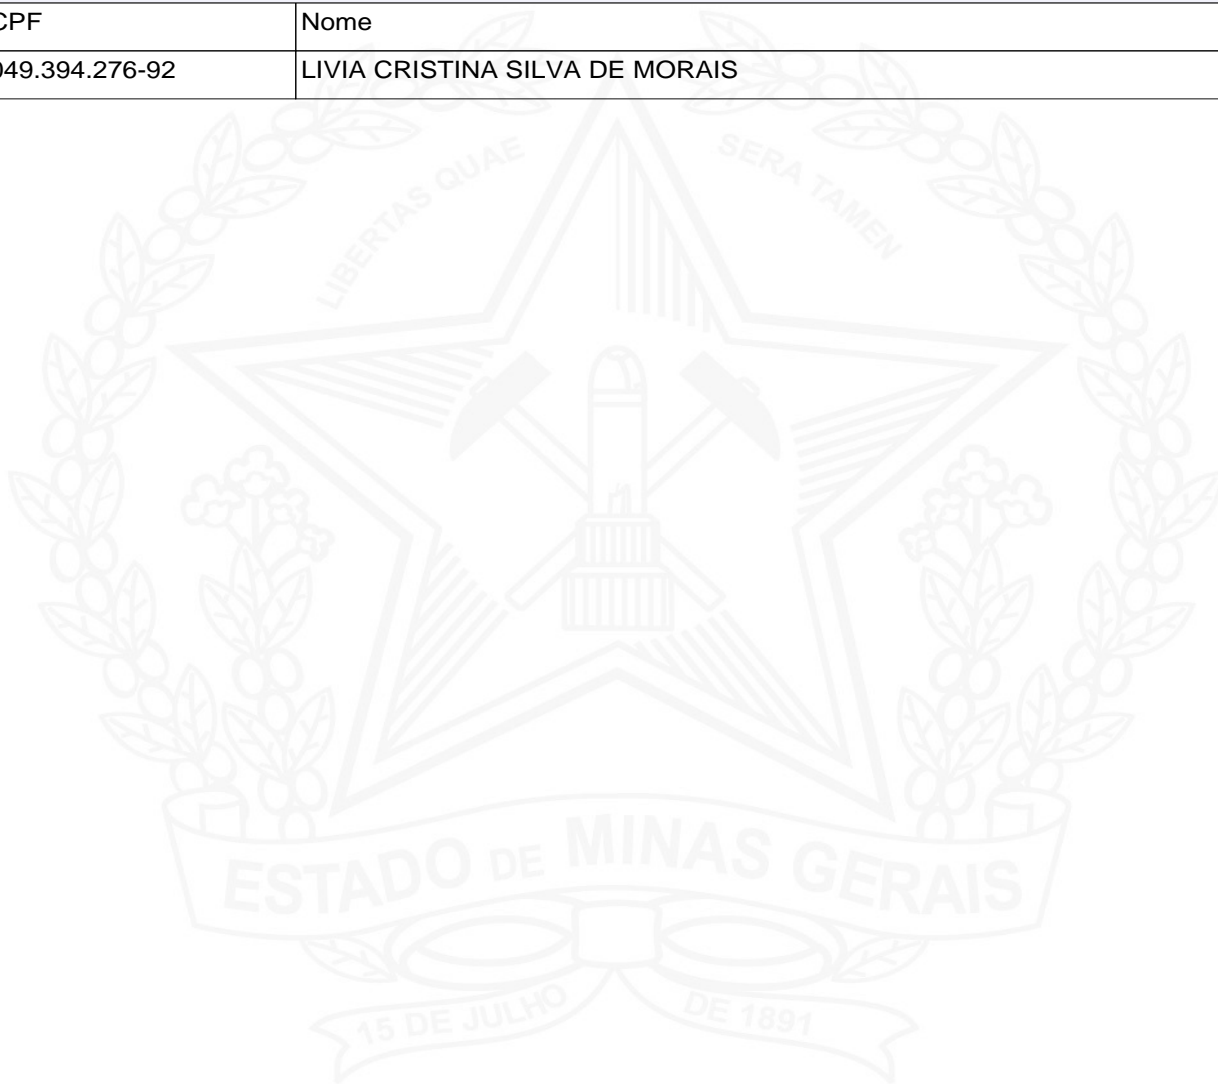 CPF Nome
049.394.276-92 LIVIA CRISTINA SILVA DE MORAIS
LIBERTAS QUAE SERA TAMEN
ESTADO DE MINAS GERAIS
15 DE JULHO DE 1891